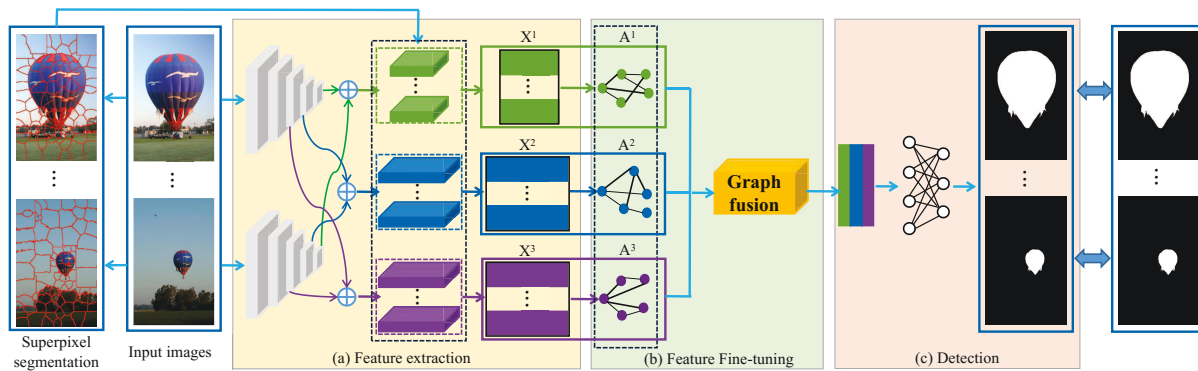 X¹
A¹
X²
A²
Graph
fusion
X³
A³
Superpixel
segmentation
Input images
(a) Feature extraction
(b) Feature Fine-tuning
(c) Detection